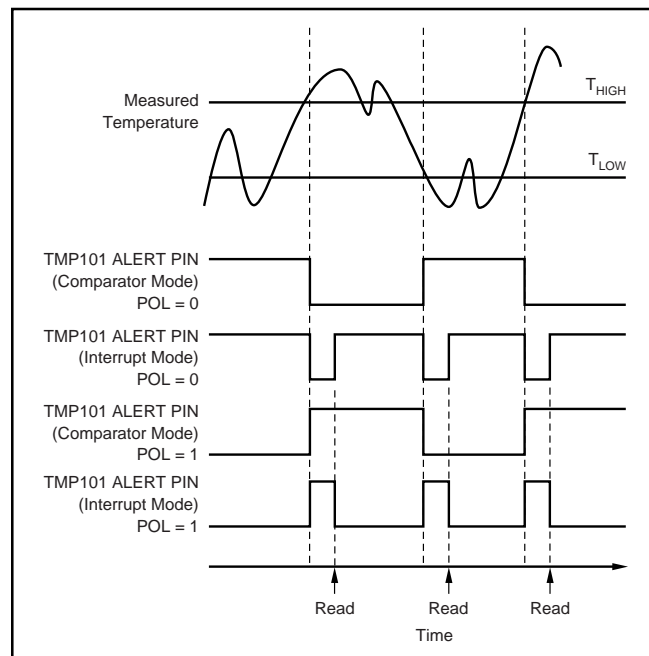 T_HIGH
Measured
Temperature
T_LOW
TMP101 ALERT PIN
(Comparator Mode)
POL = 0
TMP101 ALERT PIN
(Interrupt Mode)
POL = 0
TMP101 ALERT PIN
(Comparator Mode)
POL = 1
TMP101 ALERT PIN
(Interrupt Mode)
POL = 1
Read Read Read
Time